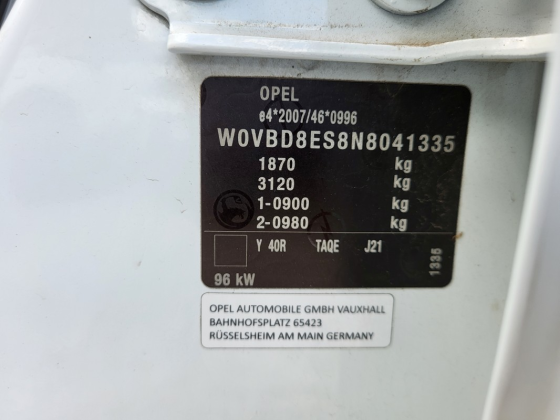 OPEL
e4*2007/46*0996
W0VBD8ES8N8041335
1870 kg
3120 kg
1-0900 kg
2-0980 kg
Y 40R TAQE J21
1335
96 kW
OPEL AUTOMOBILE GMBH VAUXHALL
BAHNHOFSPLATZ 65423
RÜSSELSHEIM AM MAIN GERMANY